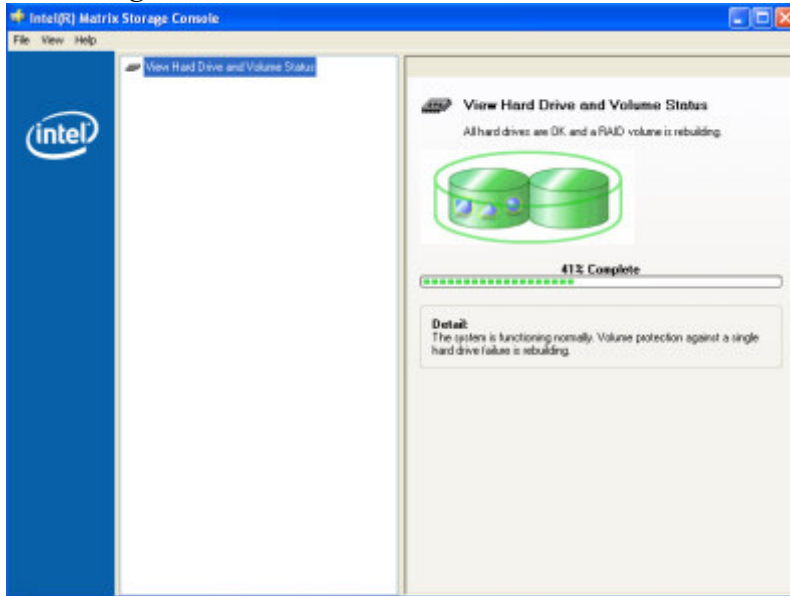 Intel(R) Matrix Storage Console
File View Help
View Hard Drive and Volume Status
intel
View Hard Drive and Volume Status
All hard drives are OK and a RAID volume is rebuilding.
41% Complete
Detail:
The system is functioning normally. Volume protection against a single
hard drive failure is rebuilding.